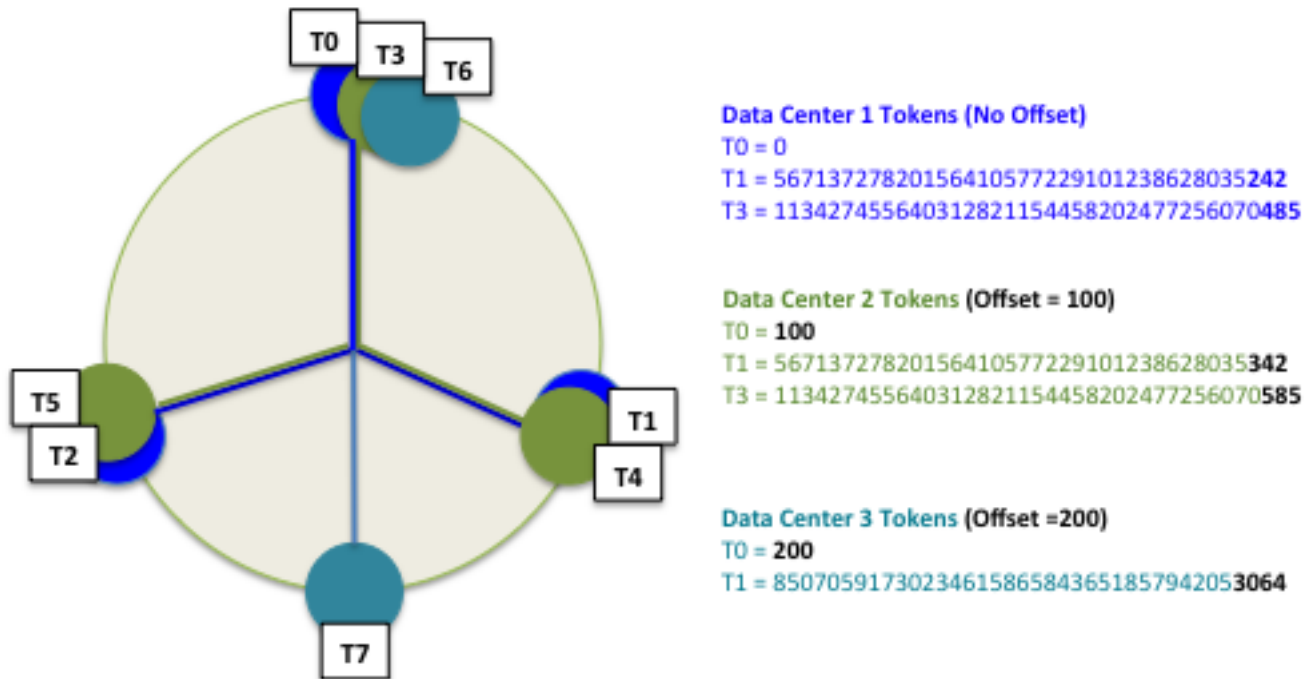 T0
T3
T6
T5
T2
T1
T4
T7
Data Center 1 Tokens (No Offset)
T0 = 0
T1 = 56713727820156410577229101238628035242
T3 = 113427455640312821154458202477256070485
Data Center 2 Tokens (Offset = 100)
T0 = 100
T1 = 56713727820156410577229101238628035342
T3 = 113427455640312821154458202477256070585
Data Center 3 Tokens (Offset =200)
T0 = 200
T1 = 85070591730234615865843651857942053064